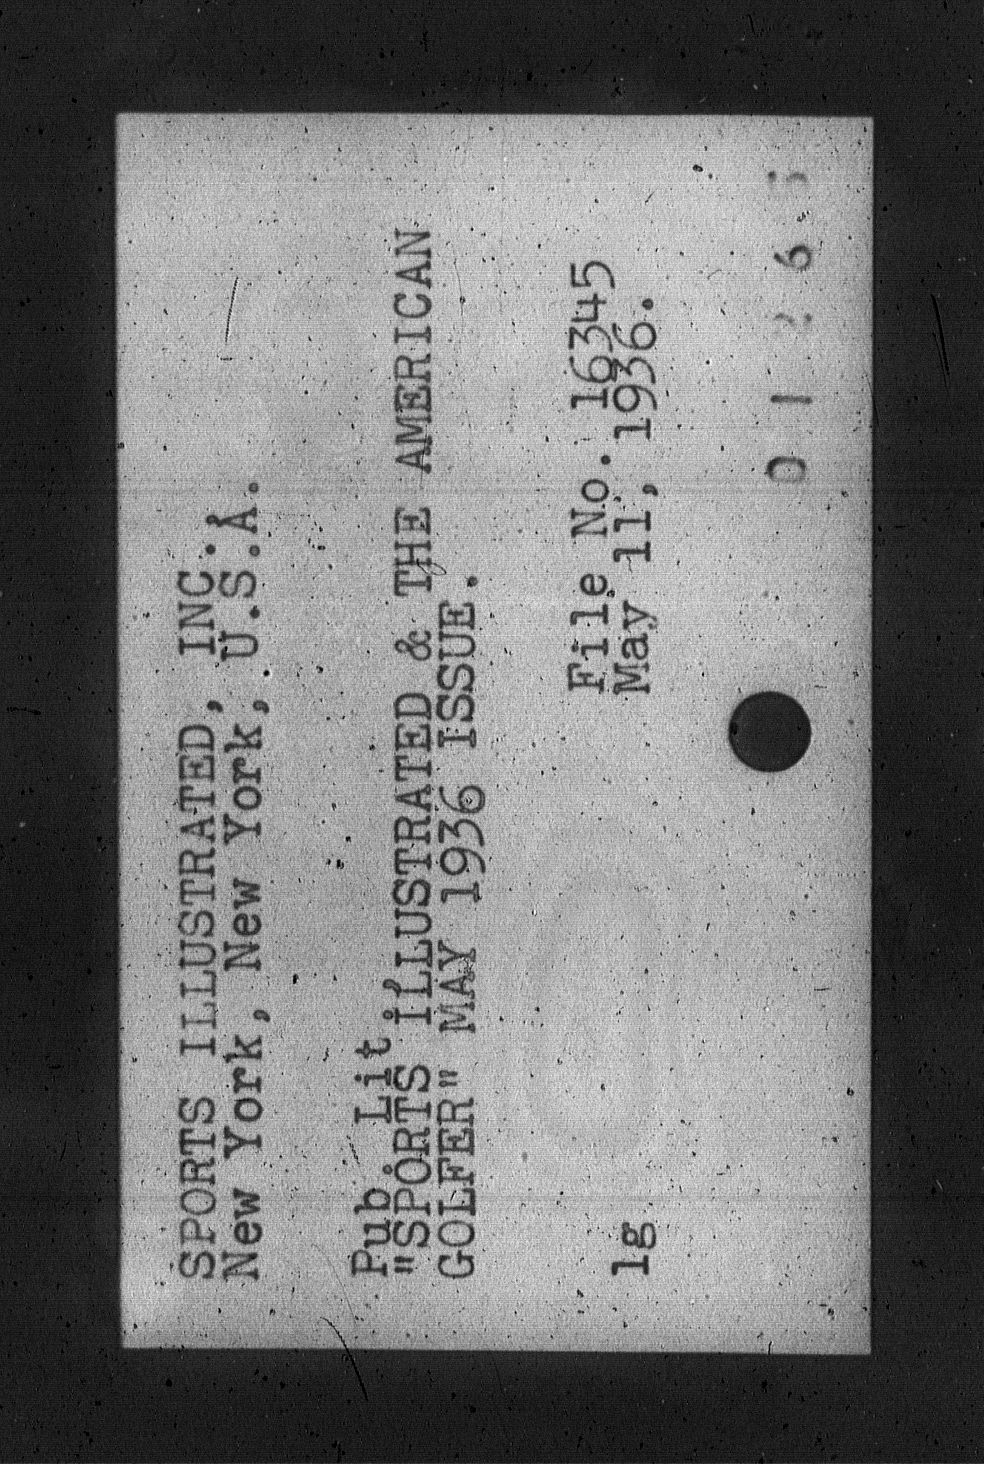 SPORTS ILLUSTRATED, INC.
New York, New York, U.S.A.
Pub Lit
"SPORTS ILLUSTRATED & THE AMERICAN
GOLFER" MAY 1936 ISSUE.
File No. 16345
lg May 11, 1936.